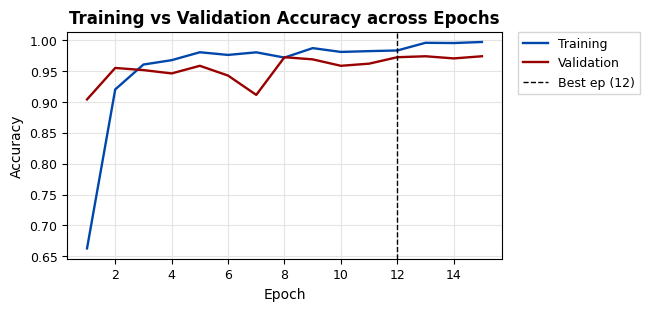 Training vs Validation Accuracy across Epochs
1.00
0.95
0.90
0.85
0.80
0.75
0.70
0.65
Accuracy
2 4 6 8 10 12 14
Epoch
Training
Validation
Best ep (12)